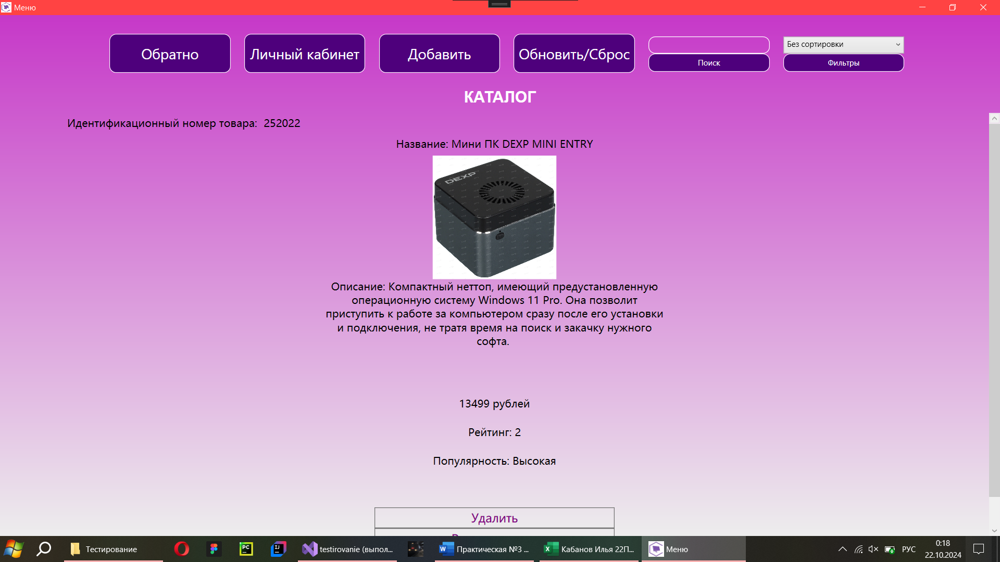 Меню
Обратно
Личный кабинет
Добавить
Обновить/Сброс
Поиск
Без сортировки
Фильтры
КАТАЛОГ
Идентификационный номер товара: 252022
Название: Мини ПК DEXP MINI ENTRY
DEXP
Описание: Компактный неттоп, имеющий предустановленную
операционную систему Windows 11 Pro. Она позволит
приступить к работе за компьютером сразу после его установки
и подключения, не тратя время на поиск и закачку нужного
софта.
13499 рублей
Рейтинг: 2
Популярность: Высокая
Удалить
Тестирование
PC
IJ
testirovanie (выпол...
W
Практическая №3 ...
X
Кабанов Илья 22П...
Меню
РУС
0:18
22.10.2024